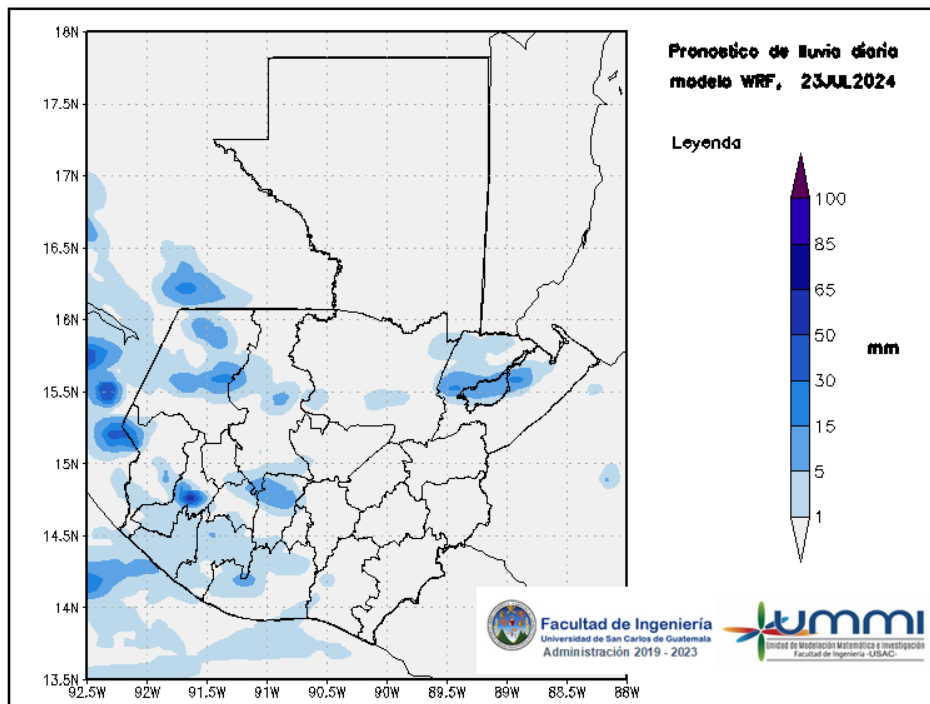 Pronostico de lluvia diaria
modelo WRF, 23JUL2024
Leyenda
100
85
65
50
30
15
5
1
mm
18N
17.5N
17N
16.5N
16N
15.5N
15N
14.5N
14N
13.5N
92.5W
92W
91.5W
91W
90.5W
90W
89.5W
89W
88.5W
88W
Facultad de Ingeniería
Universidad de San Carlos de Guatemala
Administración 2019 - 2023
UMMI
Unidad de Modelación Matemática e Investigación
Facultad de Ingeniería -USAC-